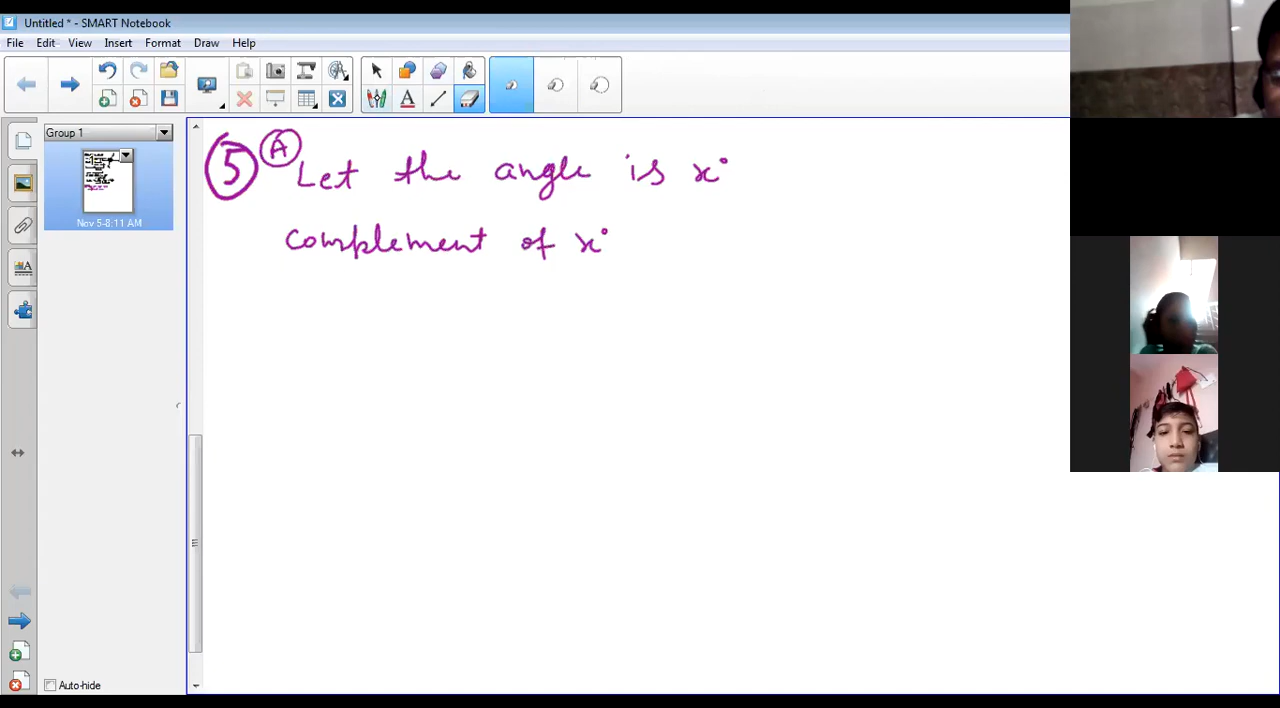 Untitled * - SMART Notebook
File Edit View Insert Format Draw Help
Group 1
Nov 5-8:11 AM
5 A Let the angle is x°
complement of x°
Auto-hide